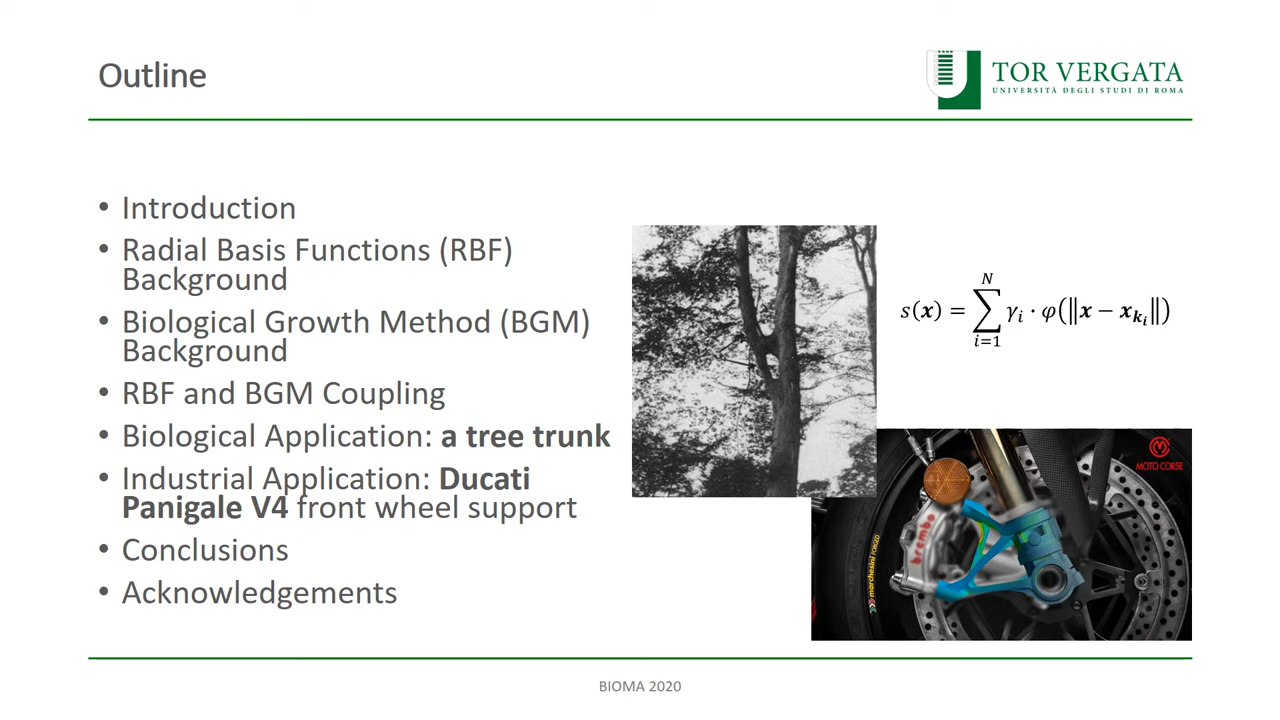 Outline
TOR VERGATA
UNIVERSITÀ DEGLI STUDI DI ROMA
• Introduction
• Radial Basis Functions (RBF)
Background
• Biological Growth Method (BGM)
Background
• RBF and BGM Coupling
• Biological Application: a tree trunk
• Industrial Application: Ducati
Panigale V4 front wheel support
• Conclusions
• Acknowledgements
s(x) = ∑_{i=1}^{N} γ_i · φ(‖x − x_{k_i}‖)
MOTO CORSE
brembo
marchesini FORGED
BIOMA 2020